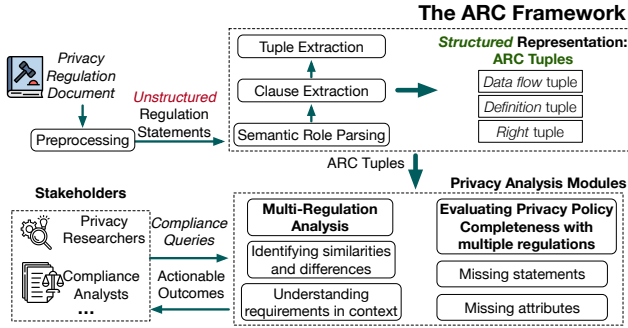 The ARC Framework
Privacy
Regulation
Document
Preprocessing
Unstructured
Regulation
Statements
Tuple Extraction
Clause Extraction
Semantic Role Parsing
Structured Representation:
ARC Tuples
Data flow tuple
Definition tuple
Right tuple
ARC Tuples
Stakeholders
Privacy
Researchers
Compliance
Analysts
...
Compliance
Queries
Actionable
Outcomes
Privacy Analysis Modules
Multi-Regulation
Analysis
Identifying similarities
and differences
Understanding
requirements in context
Evaluating Privacy Policy
Completeness with
multiple regulations
Missing statements
Missing attributes